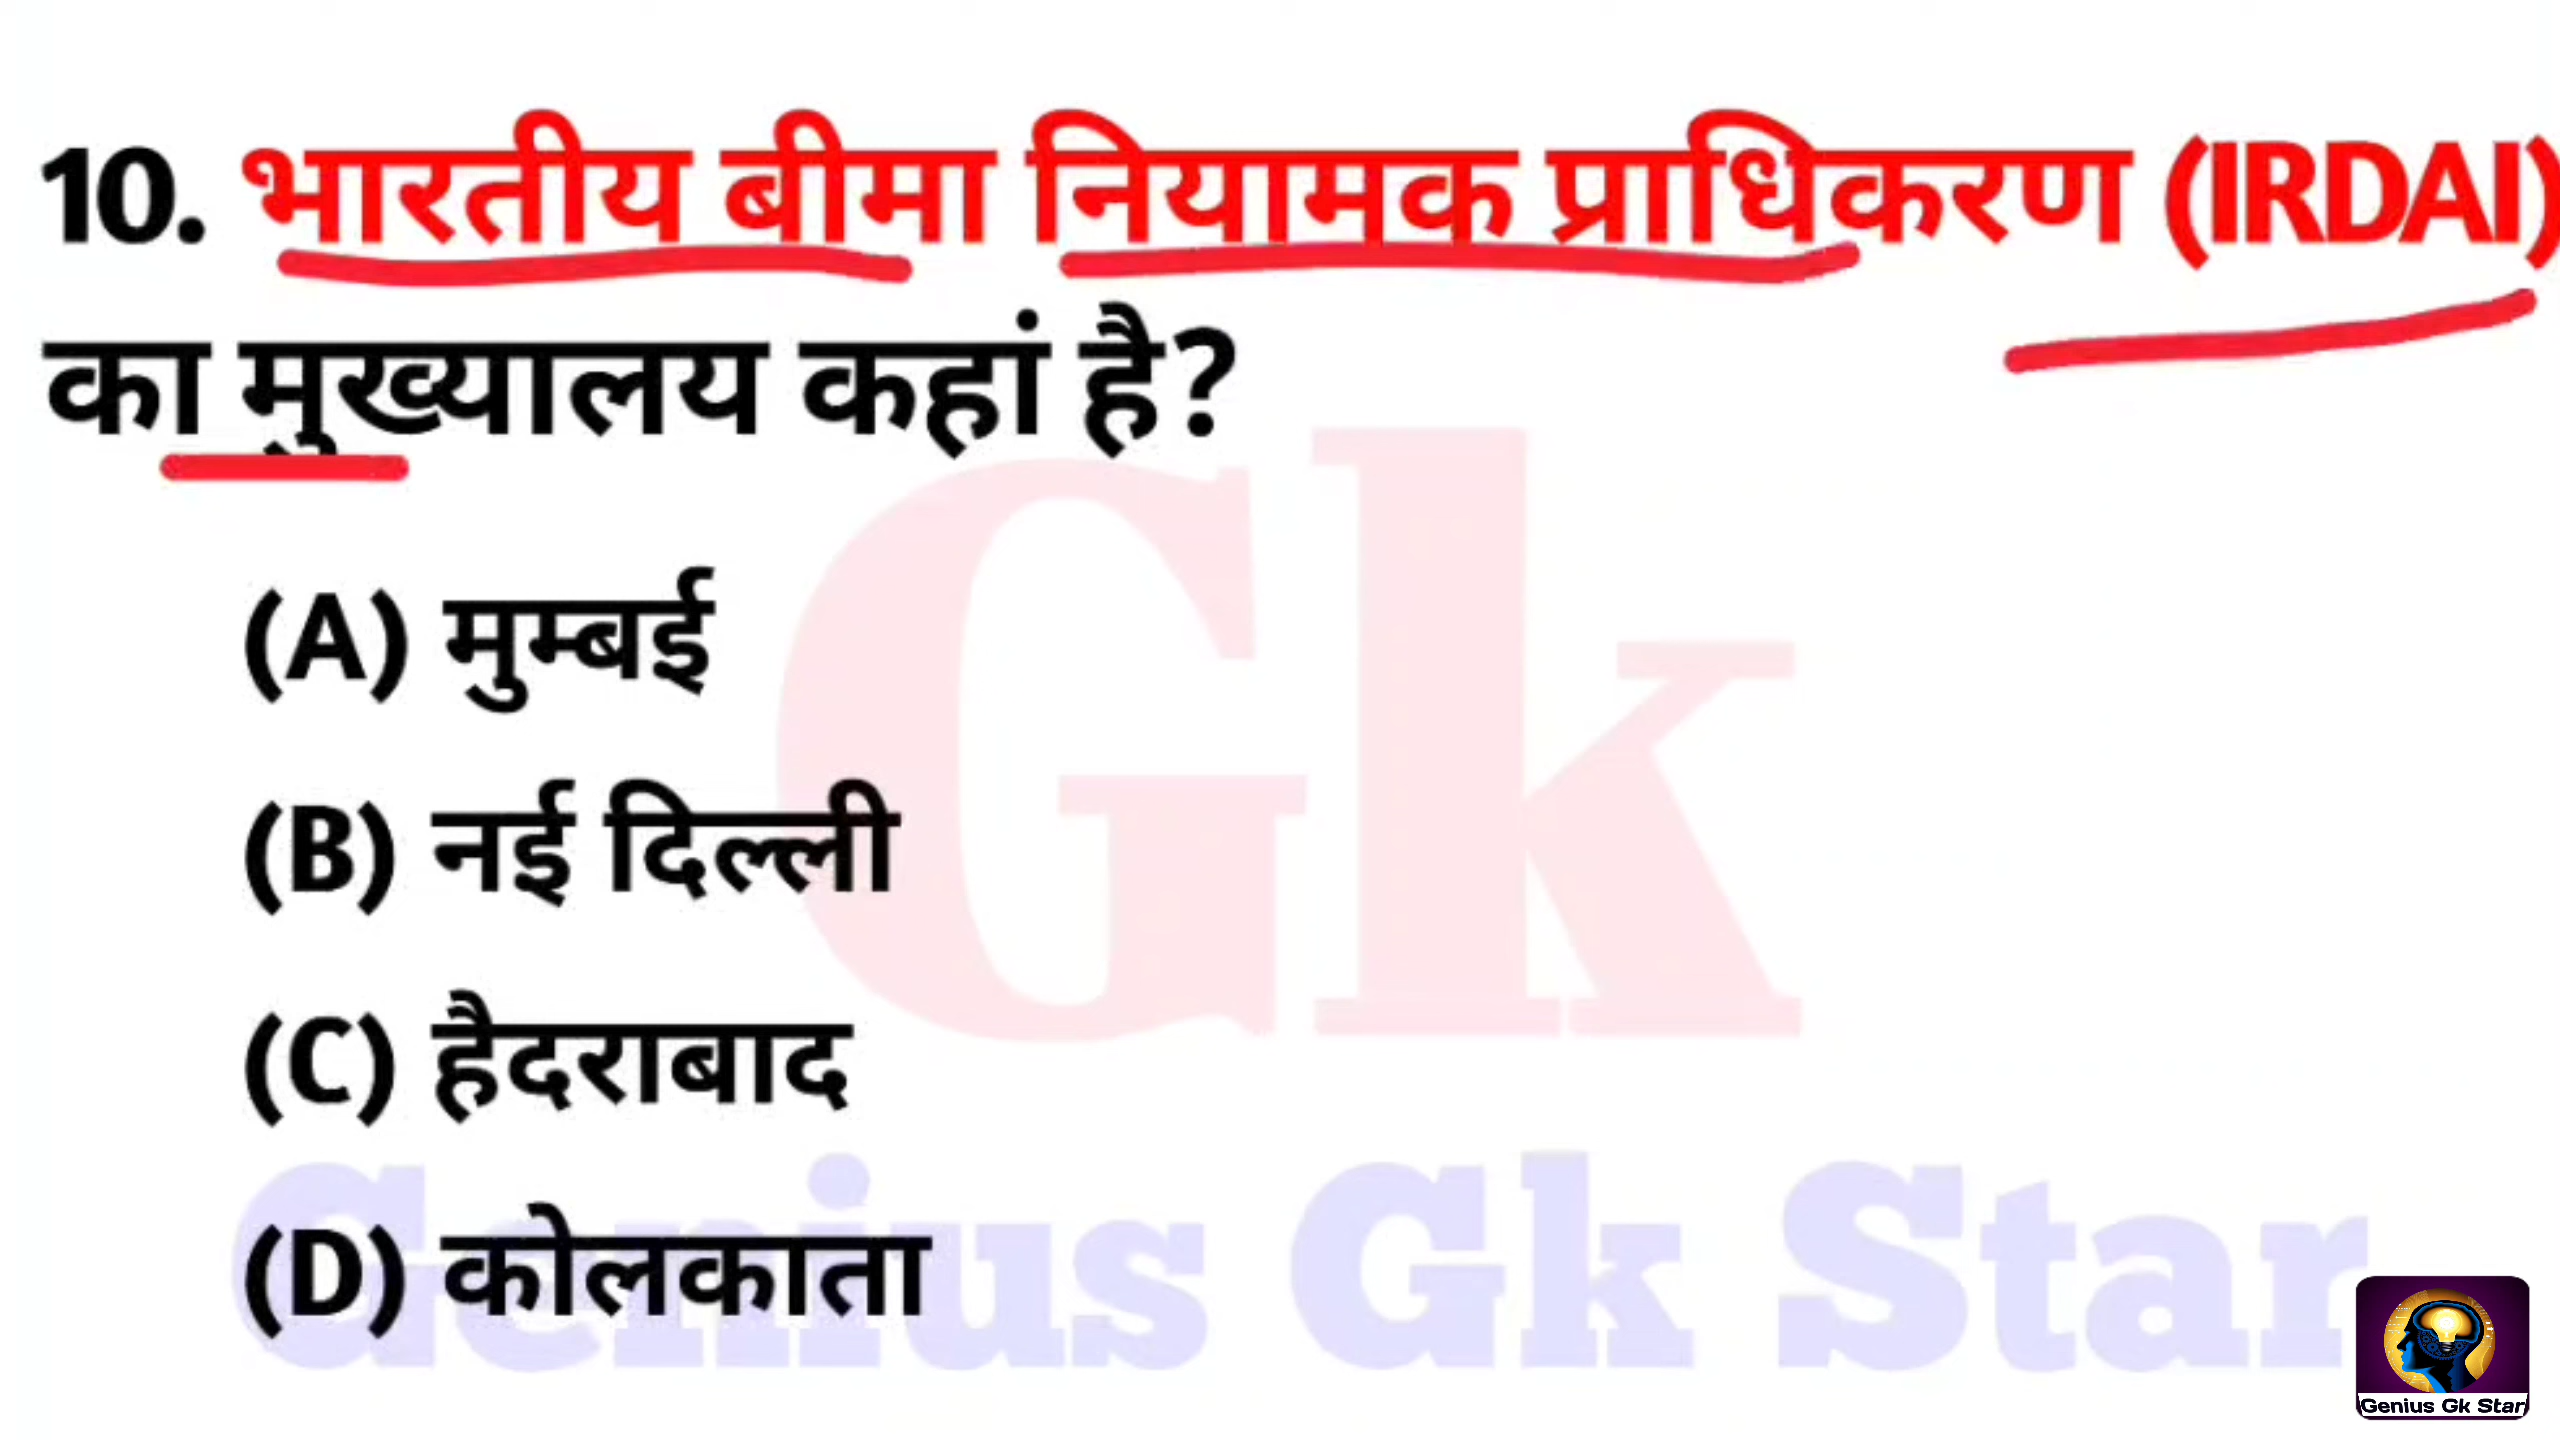 10. भारतीय बीमा नियामक प्राधिकरण (IRDAI)
का मुख्यालय कहां है?
(A) मुम्बई
(B) नई दिल्ली
(C) हैदराबाद
(D) कोलकाता
Gk
Genius Gk Star
Genius Gk Star